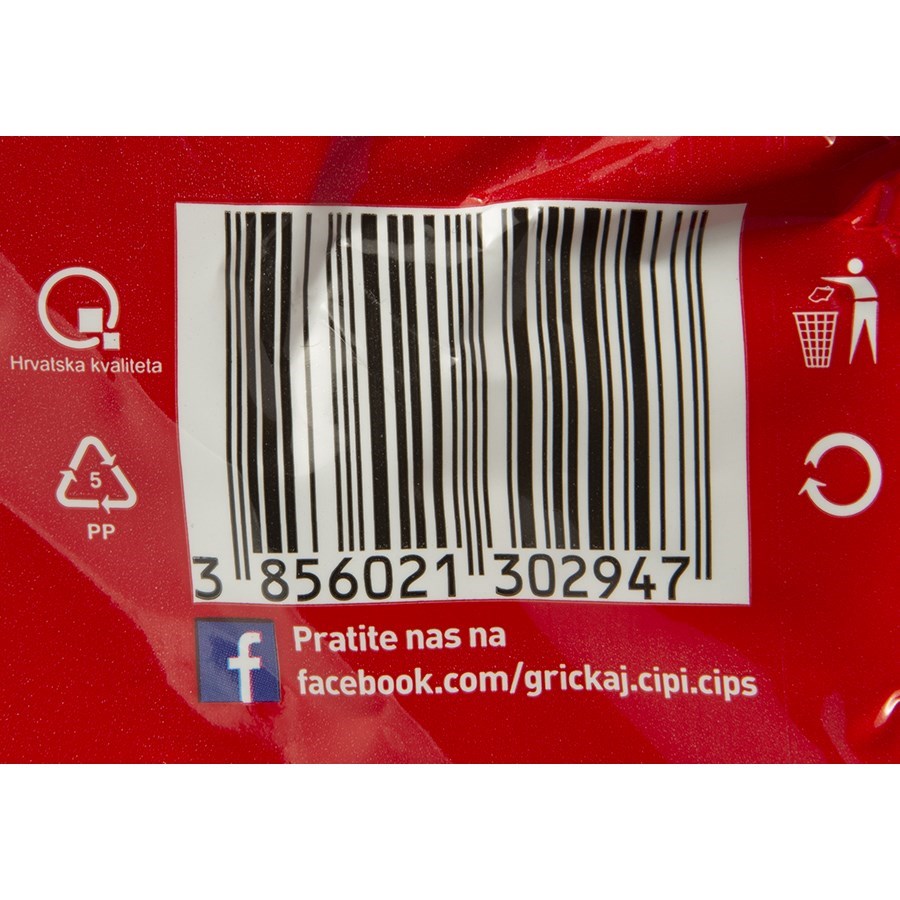 Hrvatska kvaliteta
5
PP
3 856021 302947
f
Pratite nas na
facebook.com/grickaj.cipi.cips